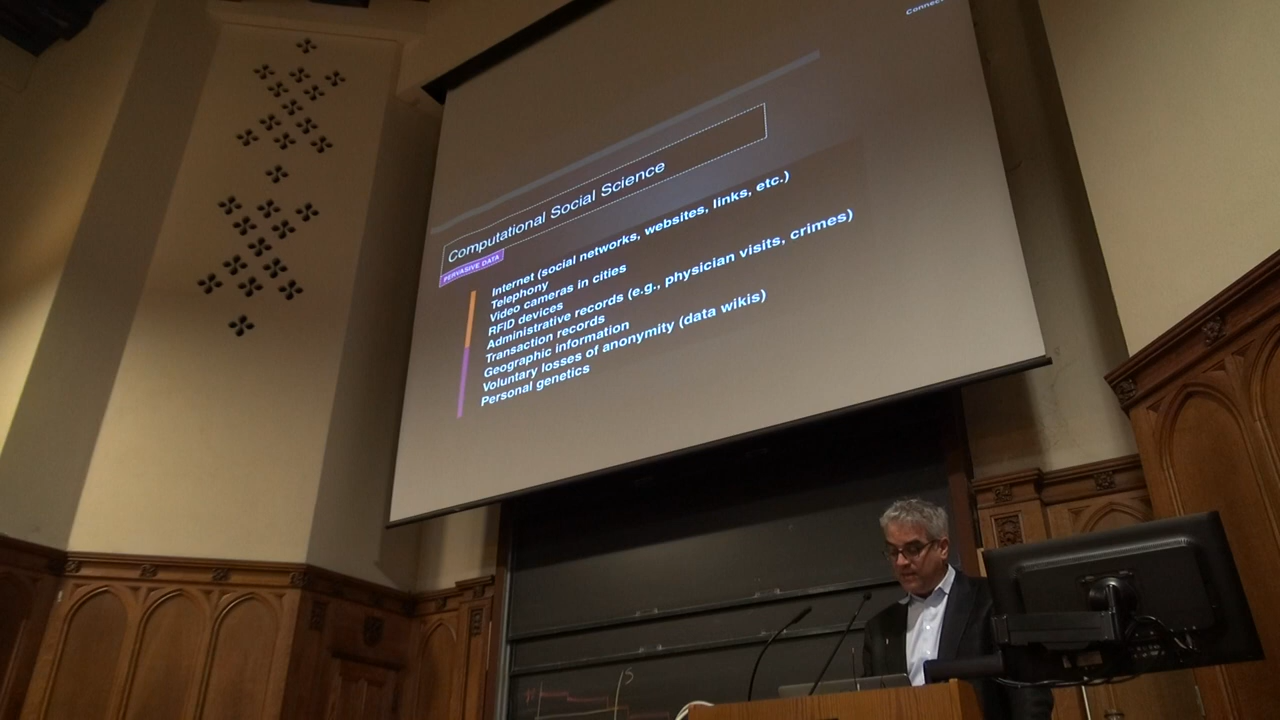 Computational Social Science
PERVASIVE DATA
Internet (social networks, websites, links, etc.)
Telephony
Video cameras in cities
RFID devices
Administrative records (e.g., physician visits, crimes)
Transaction records
Geographic information
Voluntary losses of anonymity (data wikis)
Personal genetics